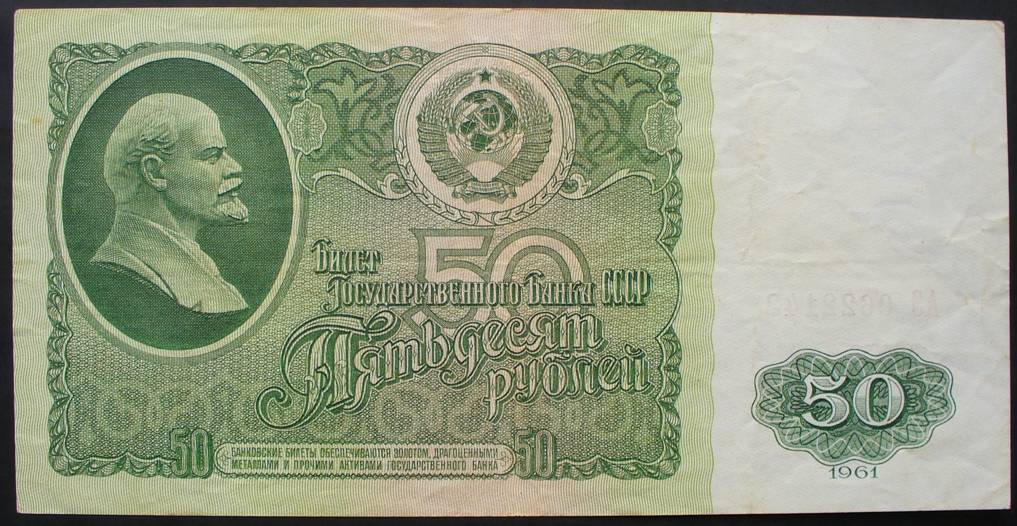 Билет
Государственного Банка СССР
50
Пятьдесят
рублей
50
БАНКОВСКИЕ БИЛЕТЫ ОБЕСПЕЧИВАЮТСЯ ЗОЛОТОМ, ДРАГОЦЕННЫМИ
МЕТАЛЛАМИ И ПРОЧИМИ АКТИВАМИ ГОСУДАРСТВЕННОГО БАНКА
50
50
1961